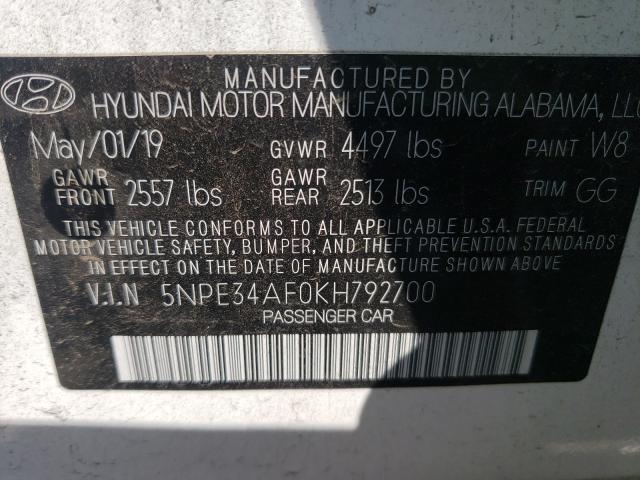 MANUFACTURED BY
HYUNDAI MOTOR MANUFACTURING ALABAMA, LLC
May/01/19 GVWR 4497 lbs PAINT W8
GAWR FRONT 2557 lbs GAWR REAR 2513 lbs TRIM GG
THIS VEHICLE CONFORMS TO ALL APPLICABLE U.S.A. FEDERAL
MOTOR VEHICLE SAFETY, BUMPER, AND THEFT PREVENTION STANDARDS
IN EFFECT ON THE DATE OF MANUFACTURE SHOWN ABOVE
V.I.N 5NPE34AF0KH792700
PASSENGER CAR